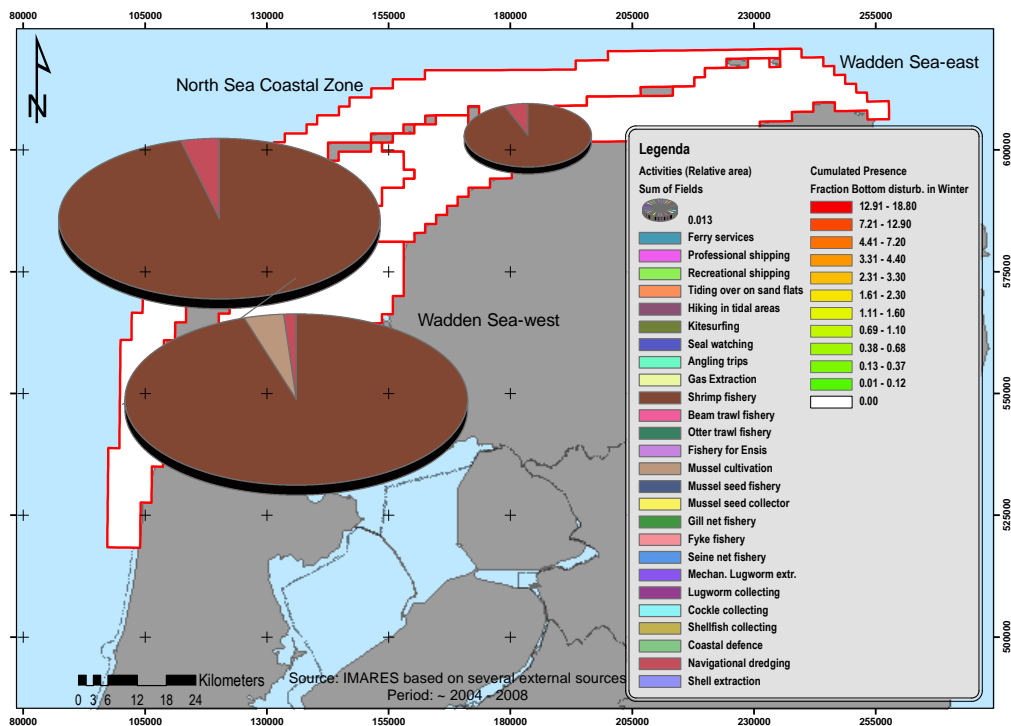 80000 105000 130000 155000 180000 205000 230000 255000
Wadden Sea-east
North Sea Coastal Zone
N
Wadden Sea-west
600000
575000
550000
525000
500000
600000
575000
550000
525000
500000
Legenda
Activities (Relative area)
Sum of Fields
0.013
Ferry services
Professional shipping
Recreational shipping
Tiding over on sand flats
Hiking in tidal areas
Kitesurfing
Seal watching
Angling trips
Gas Extraction
Shrimp fishery
Beam trawl fishery
Otter trawl fishery
Fishery for Ensis
Mussel cultivation
Mussel seed fishery
Mussel seed collector
Gill net fishery
Fyke fishery
Seine net fishery
Mechan. Lugworm extr.
Lugworm collecting
Cockle collecting
Shellfish collecting
Coastal defence
Navigational dredging
Shell extraction
Cumulated Presence
Fraction Bottom disturb. in Winter
12.91 - 18.80
7.21 - 12.90
4.41 - 7.20
3.31 - 4.40
2.31 - 3.30
1.61 - 2.30
1.11 - 1.60
0.69 - 1.10
0.38 - 0.68
0.13 - 0.37
0.01 - 0.12
0.00
Kilometers
0 3 6 12 18 24
Source: IMARES based on several external sources
Period: ~ 2004 - 2008
80000 105000 130000 155000 180000 205000 230000 255000